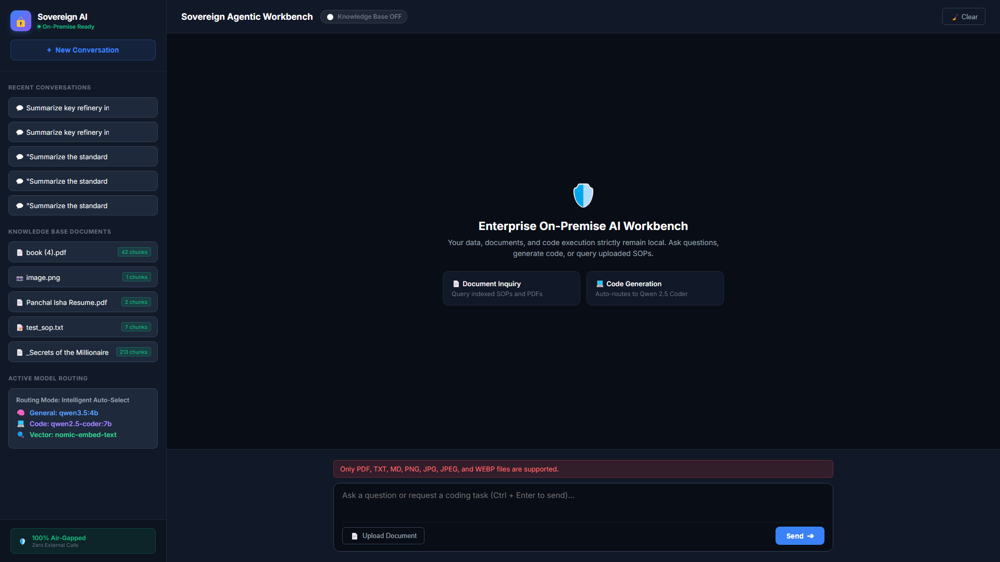 Sovereign AI
On-Premise Ready
+ New Conversation
RECENT CONVERSATIONS
Summarize key refinery in
Summarize key refinery in
"Summarize the standard
"Summarize the standard
"Summarize the standard
KNOWLEDGE BASE DOCUMENTS
book (4).pdf 42 chunks
image.png 1 chunks
Panchal Isha Resume.pdf 2 chunks
test_sop.txt 7 chunks
_Secrets of the Millionaire 213 chunks
ACTIVE MODEL ROUTING
Routing Mode: Intelligent Auto-Select
General: qwen3.5:4b
Code: qwen2.5-coder:7b
Vector: nomic-embed-text
100% Air-Gapped
Zero External Calls
Sovereign Agentic Workbench Knowledge Base OFF Clear
Enterprise On-Premise AI Workbench
Your data, documents, and code execution strictly remain local. Ask questions,
generate code, or query uploaded SOPs.
Document Inquiry
Query indexed SOPs and PDFs
Code Generation
Auto-routes to Qwen 2.5 Coder
Only PDF, TXT, MD, PNG, JPG, JPEG, and WEBP files are supported.
Ask a question or request a coding task (Ctrl + Enter to send)...
Upload Document Send ➔